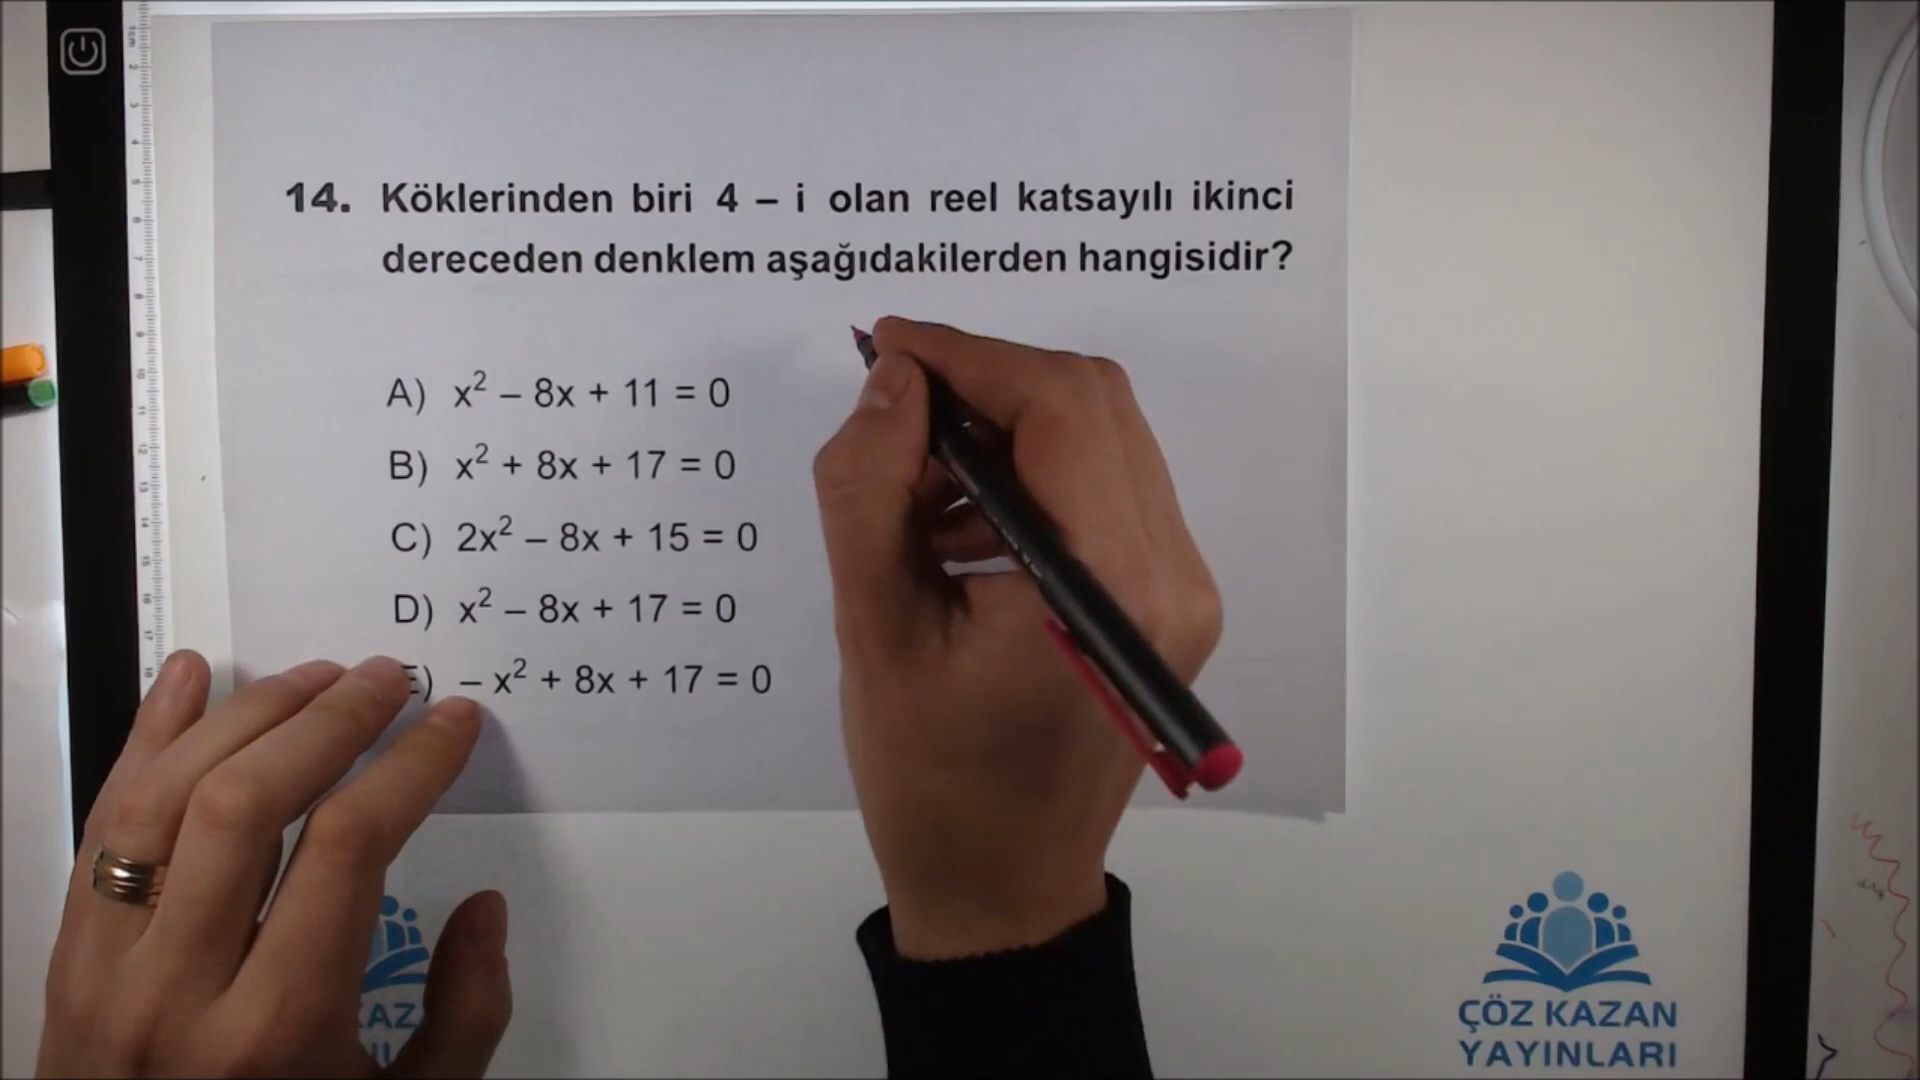 14. Köklerinden biri 4 – i olan reel katsayılı ikinci
dereceden denklem aşağıdakilerden hangisidir?
A) x² – 8x + 11 = 0
B) x² + 8x + 17 = 0
C) 2x² – 8x + 15 = 0
D) x² – 8x + 17 = 0
E) – x² + 8x + 17 = 0
ÇÖZ KAZAN
YAYINLARI